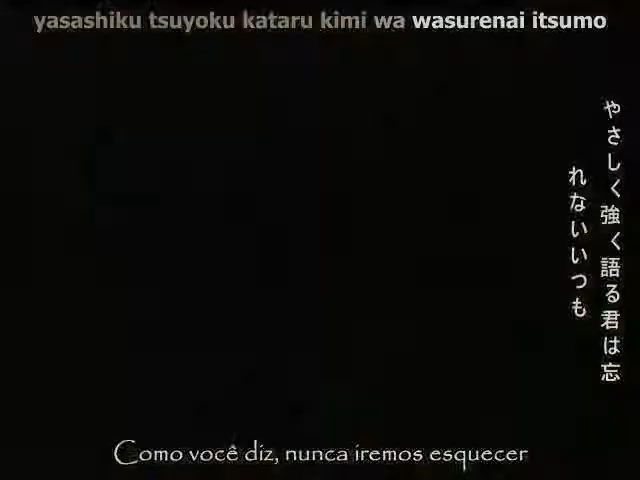 yasashiku tsuyoku kataru kimi wa wasurenai itsumo
やさしく強く語る君は忘
れないいつも
Como você diz, nunca iremos esquecer